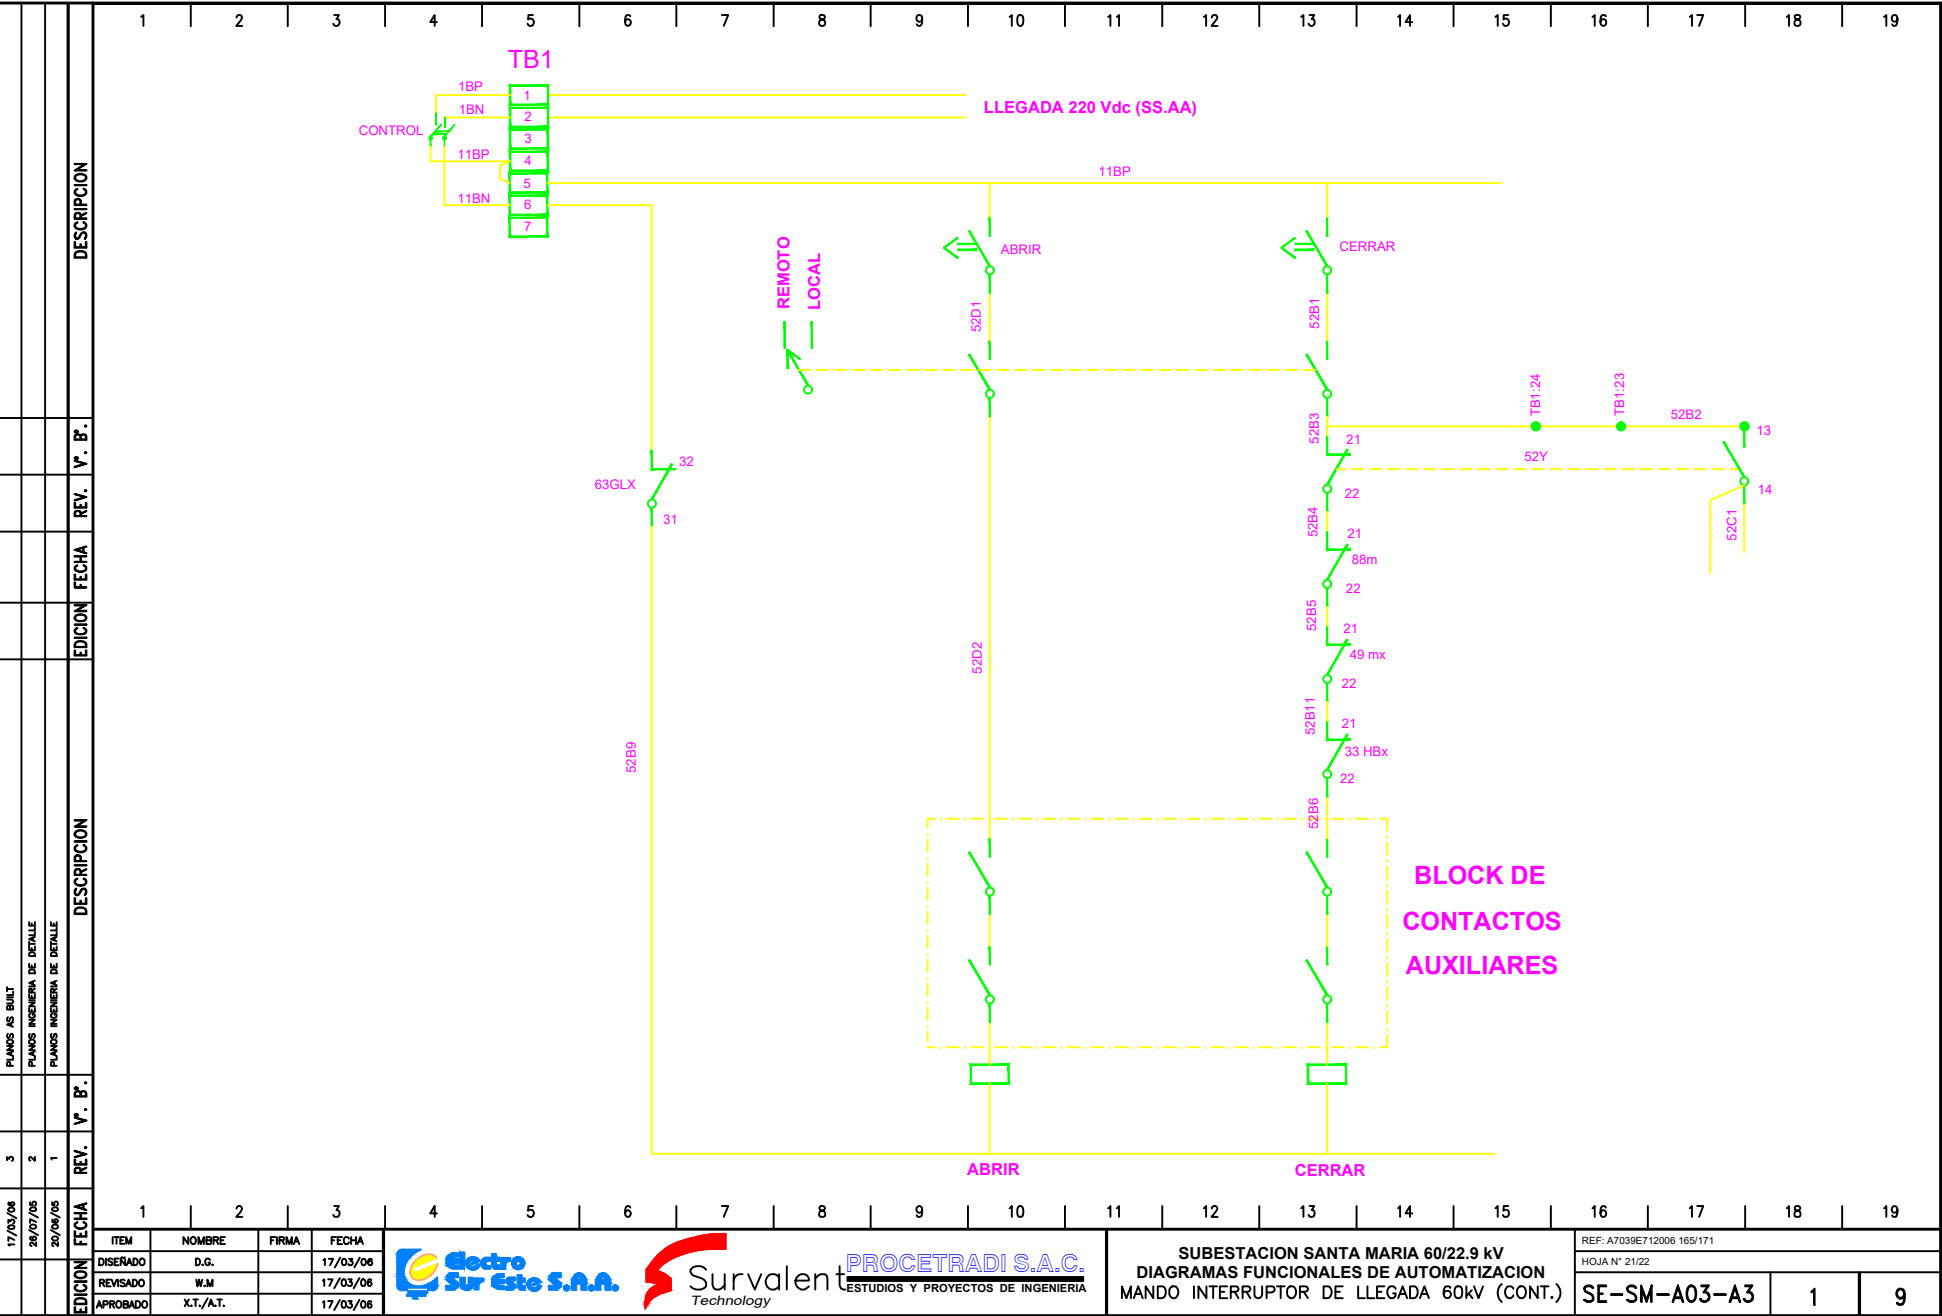 1 2 3 4 5 6 7 8 9 10 11 12 13 14 15 16 17 18 19
TB1
1BP
1
1BN
2
LLEGADA 220 Vdc (SS.AA)
CONTROL
3
11BP
4
5
11BP
11BN
6
7
REMOTO
LOCAL
ABRIR
CERRAR
52D1
52B1
TB1:24
TB1:23
52B2
13
52B3
21
52Y
14
52C1
63GLX
32
31
22
52B4
21
88m
22
52B5
21
49 mx
22
52D2
52B11
21
33 HBx
22
52B9
52B6
BLOCK DE
CONTACTOS
AUXILIARES
ABRIR
CERRAR
1 2 3 4 5 6 7 8 9 10 11 12 13 14 15 16 17 18 19
DESCRIPCION
V°. B°.
REV.
FECHA
EDICION
DESCRIPCION
V°. B°.
REV.
FECHA
EDICION
PLANOS AS BUILT
3
17/03/06
PLANOS INGENIERIA DE DETALLE
2
26/07/05
PLANOS INGENIERIA DE DETALLE
1
20/06/05
ITEM NOMBRE FIRMA FECHA
DISEÑADO D.G. 17/03/06
REVISADO W.M 17/03/06
APROBADO X.T./A.T. 17/03/06
Electro
Sur Este S.A.A.
Survalent
Technology
PROCETRADI S.A.C.
ESTUDIOS Y PROYECTOS DE INGENIERIA
SUBESTACION SANTA MARIA 60/22.9 kV
DIAGRAMAS FUNCIONALES DE AUTOMATIZACION
MANDO INTERRUPTOR DE LLEGADA 60kV (CONT.)
REF: A7039E712006 165/171
HOJA N° 21/22
SE-SM-A03-A3 1 9